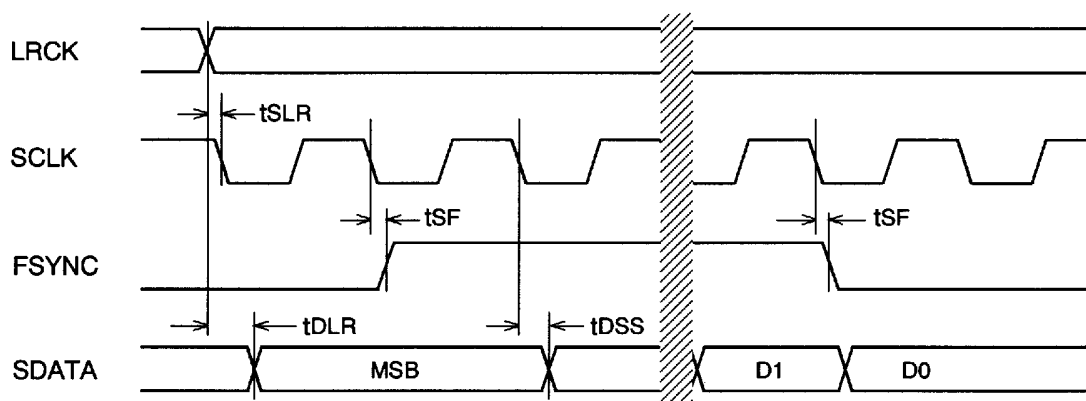 LRCK
tSLR
SCLK
tSF tSF
FSYNC
tDLR tDSS
SDATA MSB D1 D0